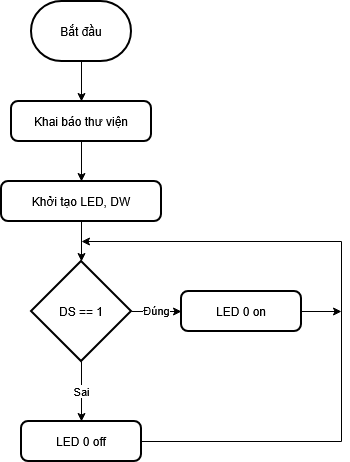 Bắt đầu
Khai báo thư viện
Khởi tạo LED, DW
DS == 1
Đúng
LED 0 on
Sai
LED 0 off